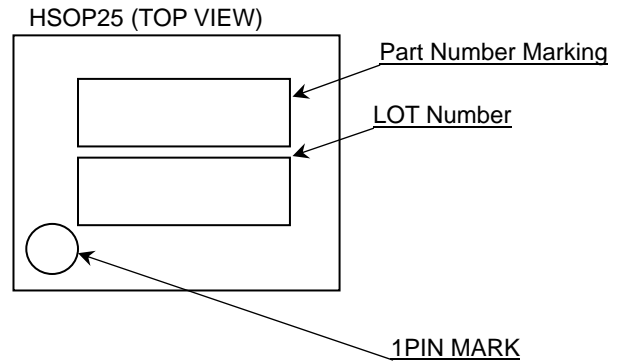 HSOP25 (TOP VIEW)
Part Number Marking
LOT Number
1PIN MARK